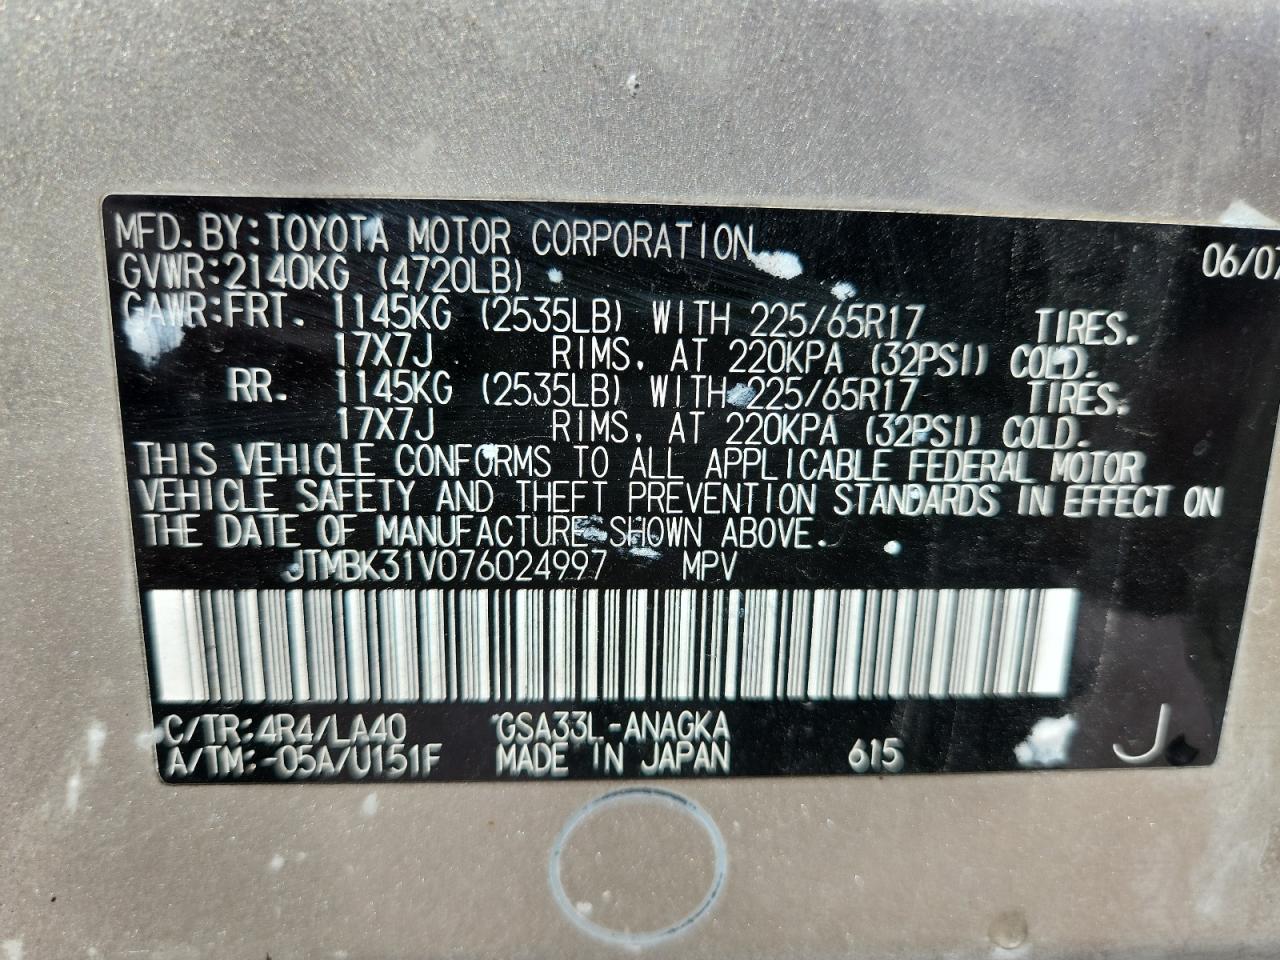 MFD. BY: TOYOTA MOTOR CORPORATION 06/07
GVWR: 2140KG (4720LB)
GAWR: FRT. 1145KG (2535LB) WITH 225/65R17 TIRES.
17X7J RIMS, AT 220KPA (32PSI) COLD.
RR. 1145KG (2535LB) WITH 225/65R17 TIRES.
17X7J RIMS, AT 220KPA (32PSI) COLD.
THIS VEHICLE CONFORMS TO ALL APPLICABLE FEDERAL MOTOR
VEHICLE SAFETY AND THEFT PREVENTION STANDARDS IN EFFECT ON
THE DATE OF MANUFACTURE SHOWN ABOVE.
JTMBK31V076024997 MPV
C/TR: 4R4/LA40 GSA33L-ANAGKA
A/TM: -05A/U151F MADE IN JAPAN 615 J